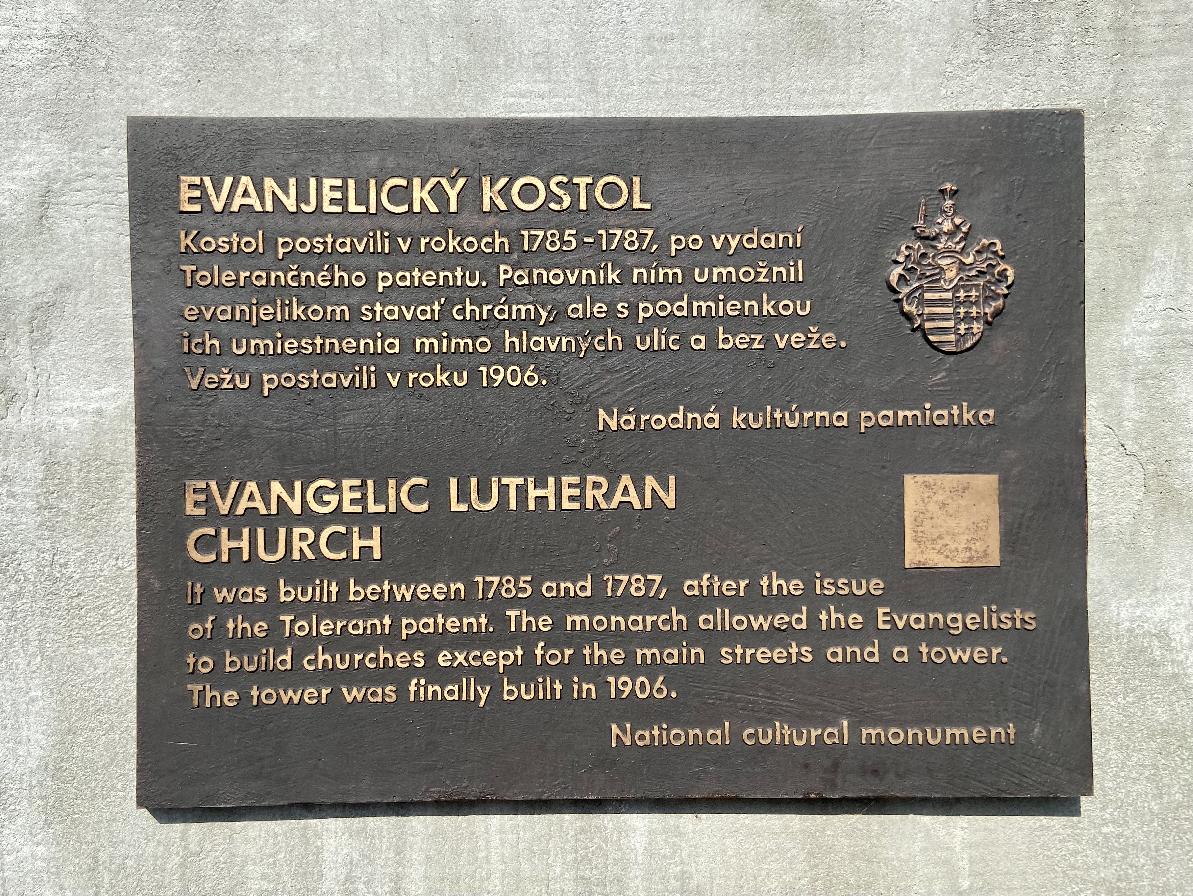 EVANJELICKÝ KOSTOL
Kostol postavili v rokoch 1785-1787, po vydaní
Tolerančného patentu. Panovník ním umožnil
evanjelikom stavať chrámy, ale s podmienkou
ich umiestnenia mimo hlavných ulíc a bez veže.
Vežu postavili v roku 1906.
Národná kultúrna pamiatka
EVANGELIC LUTHERAN
CHURCH
It was built between 1785 and 1787, after the issue
of the Tolerant patent. The monarch allowed the Evangelists
to build churches except for the main streets and a tower.
The tower was finally built in 1906.
National cultural monument